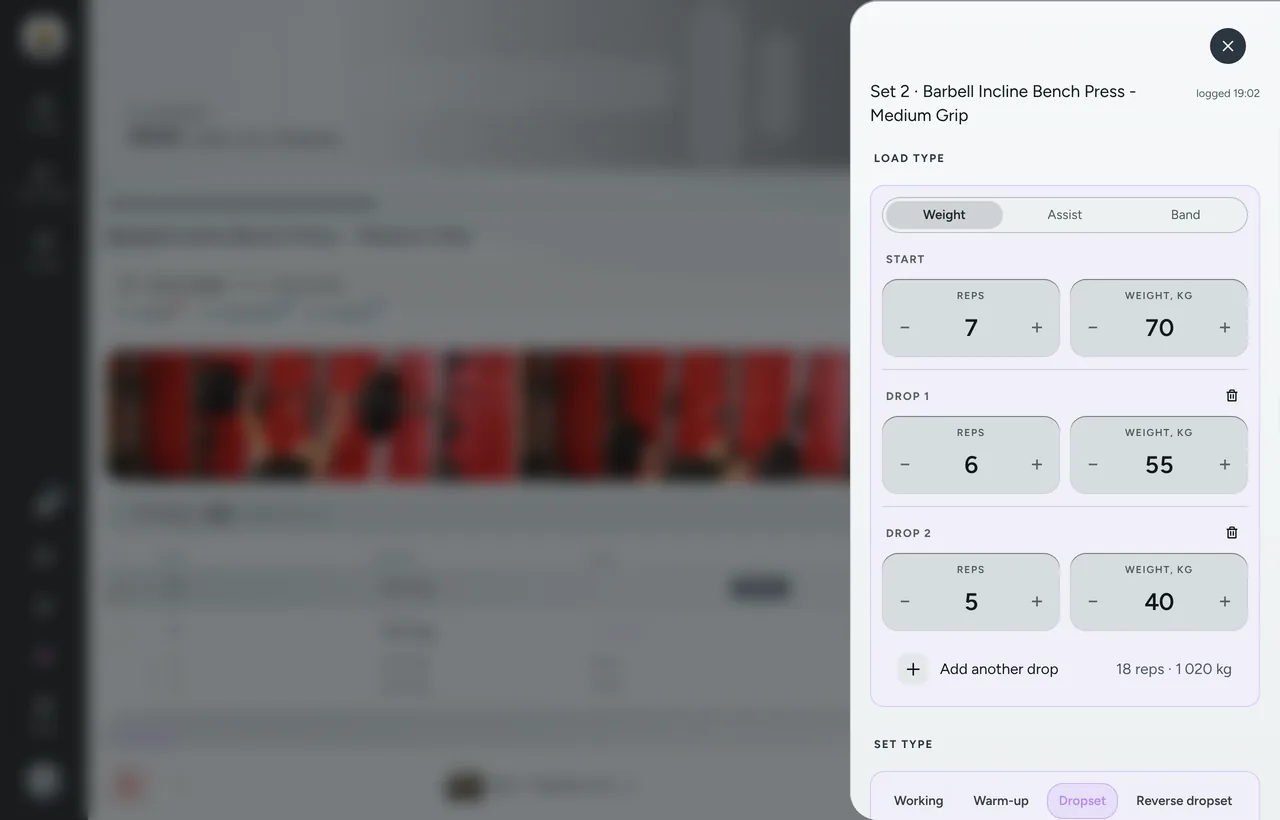 Set 2 · Barbell Incline Bench Press -
Medium Grip
logged 19:02
LOAD TYPE
Weight
Assist
Band
START
REPS
WEIGHT, KG
− 7 +
− 70 +
DROP 1
REPS
WEIGHT, KG
− 6 +
− 55 +
DROP 2
REPS
WEIGHT, KG
− 5 +
− 40 +
+ Add another drop
18 reps · 1 020 kg
SET TYPE
Working
Warm-up
Dropset
Reverse dropset